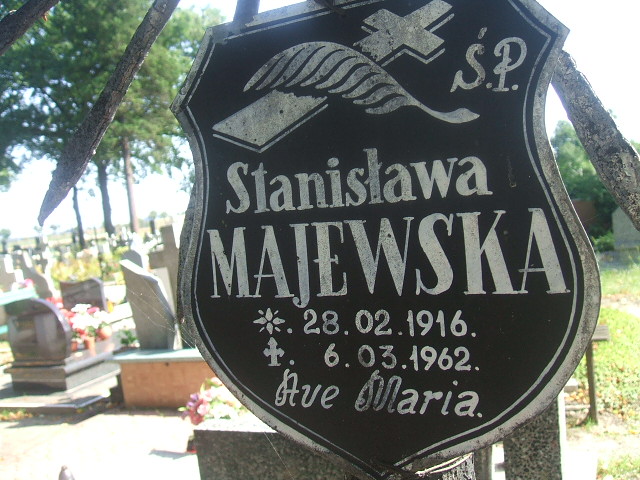 Ś.P.
Stanisława
MAJEWSKA
28.02.1916.
6.03.1962.
Ave Maria.